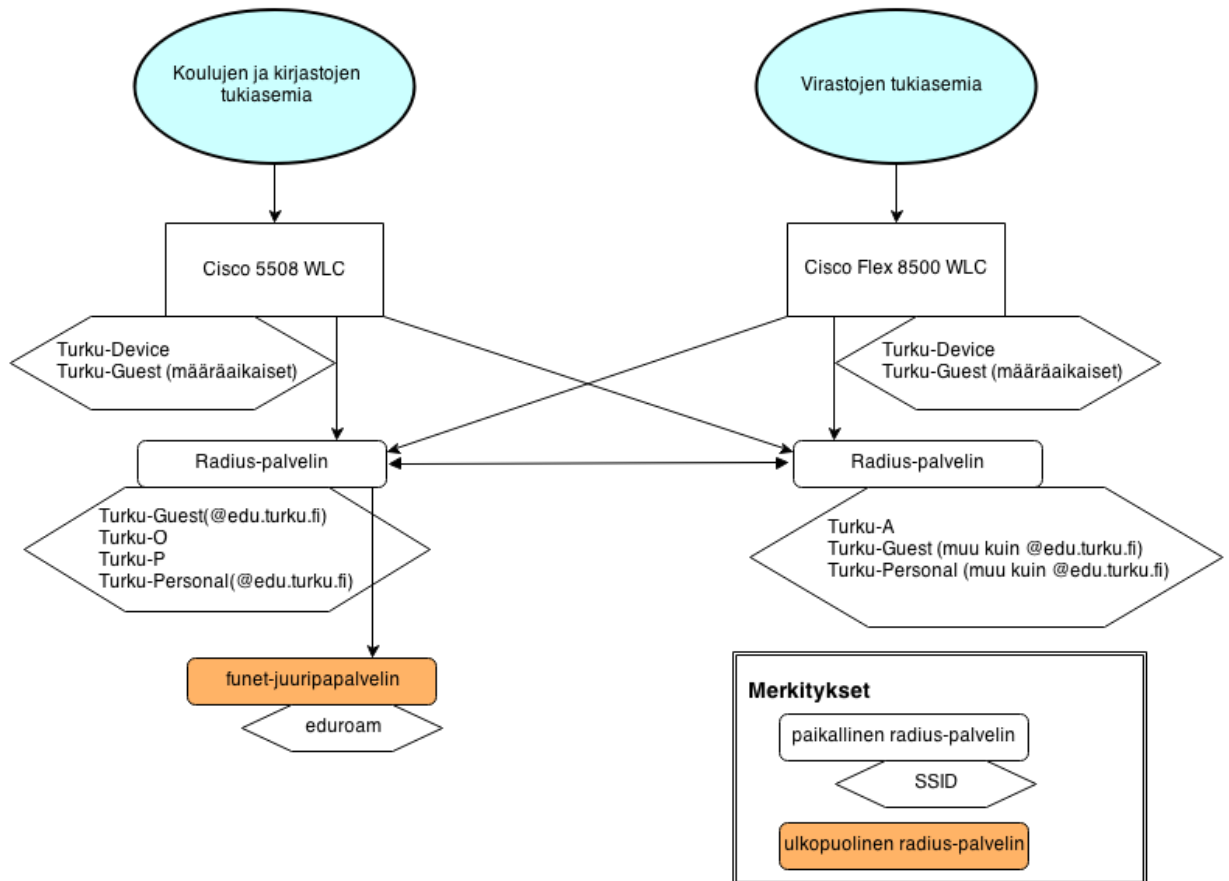 Koulujen ja kirjastojen
tukiasemia
Virastojen tukiasemia
Cisco 5508 WLC
Cisco Flex 8500 WLC
Turku-Device
Turku-Guest (määräaikaiset)
Turku-Device
Turku-Guest (määräaikaiset)
Radius-palvelin
Radius-palvelin
Turku-Guest(@edu.turku.fi)
Turku-O
Turku-P
Turku-Personal(@edu.turku.fi)
Turku-A
Turku-Guest (muu kuin @edu.turku.fi)
Turku-Personal (muu kuin @edu.turku.fi)
funet-juuripapalvelin
eduroam
Merkitykset
paikallinen radius-palvelin
SSID
ulkopuolinen radius-palvelin